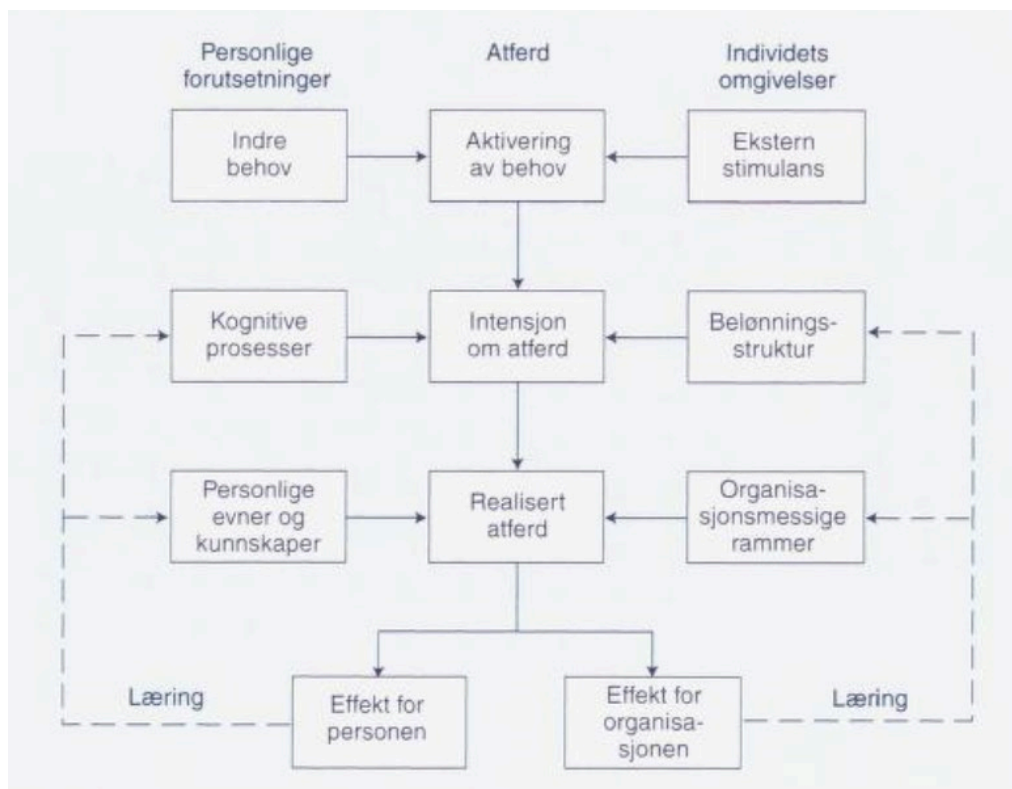 Personlige
forutsetninger
Atferd
Individets
omgivelser
Indre
behov
Aktivering
av behov
Ekstern
stimulans
Kognitive
prosesser
Intensjon
om atferd
Belønnings-
struktur
Personlige
evner og
kunnskaper
Realisert
atferd
Organisa-
sjonsmessige
rammer
Læring
Effekt for
personen
Effekt for
organisa-
sjonen
Læring